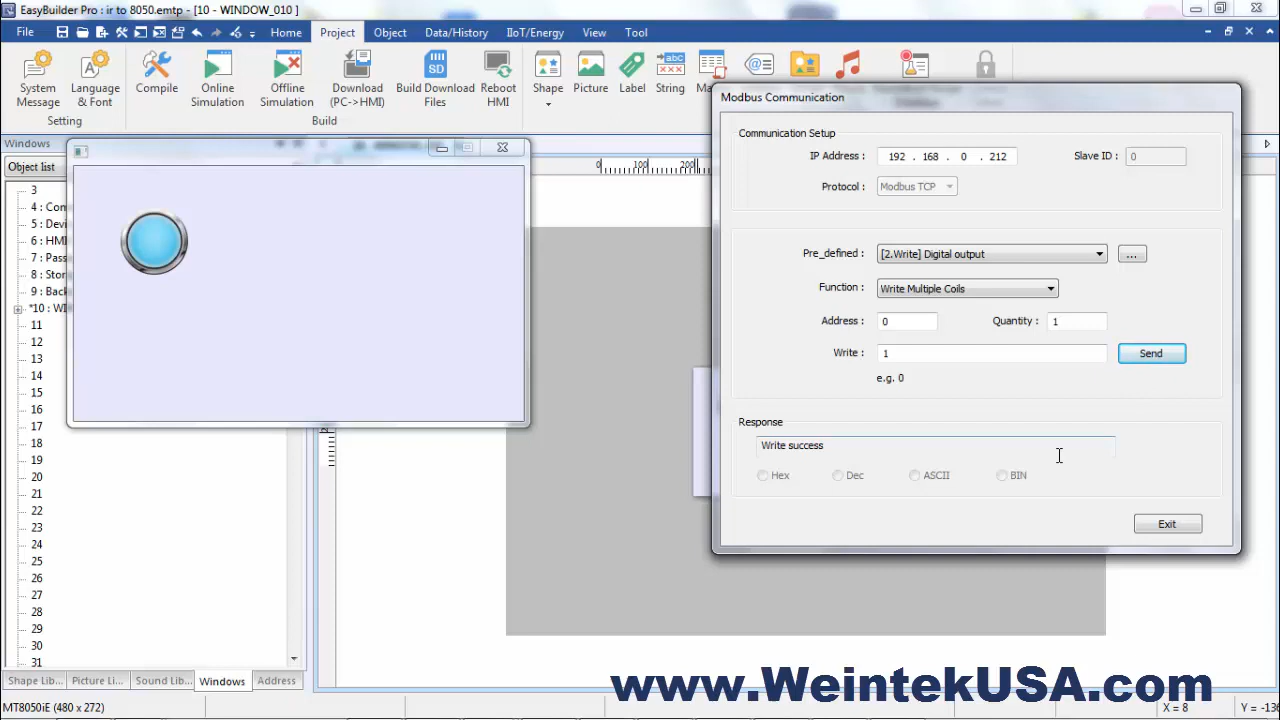 EasyBuilder Pro : ir to 8050.emtp - [10 - WINDOW_010 ]
File Home Project Object Data/History IIoT/Energy View Tool
System Message
Language & Font
Compile
Online Simulation
Offline Simulation
Download (PC->HMI)
Build Download Files
Reboot HMI
Shape
Picture
Label
String
Setting
Build
Windows
Object list
3
4 : Cor
5 : Devi
6 : HMI
7 : Pass
8 : Stor
9 : Back
*10 : WI
11
12
13
14
15
16
17
18
19
20
21
22
23
24
25
26
27
28
29
30
31
Shape Lib... Picture Li... Sound Lib... Windows Address
MT8050iE (480 x 272)
0 100 200
Modbus Communication
Communication Setup
IP Address : 192 . 168 . 0 . 212 Slave ID : 0
Protocol : Modbus TCP
Pre_defined : [2.Write] Digital output ...
Function : Write Multiple Coils
Address : 0 Quantity : 1
Write : 1 Send
e.g. 0
Response
Write success
Hex Dec ASCII BIN
Exit
www.WeintekUSA.com
X = 8 Y = -136